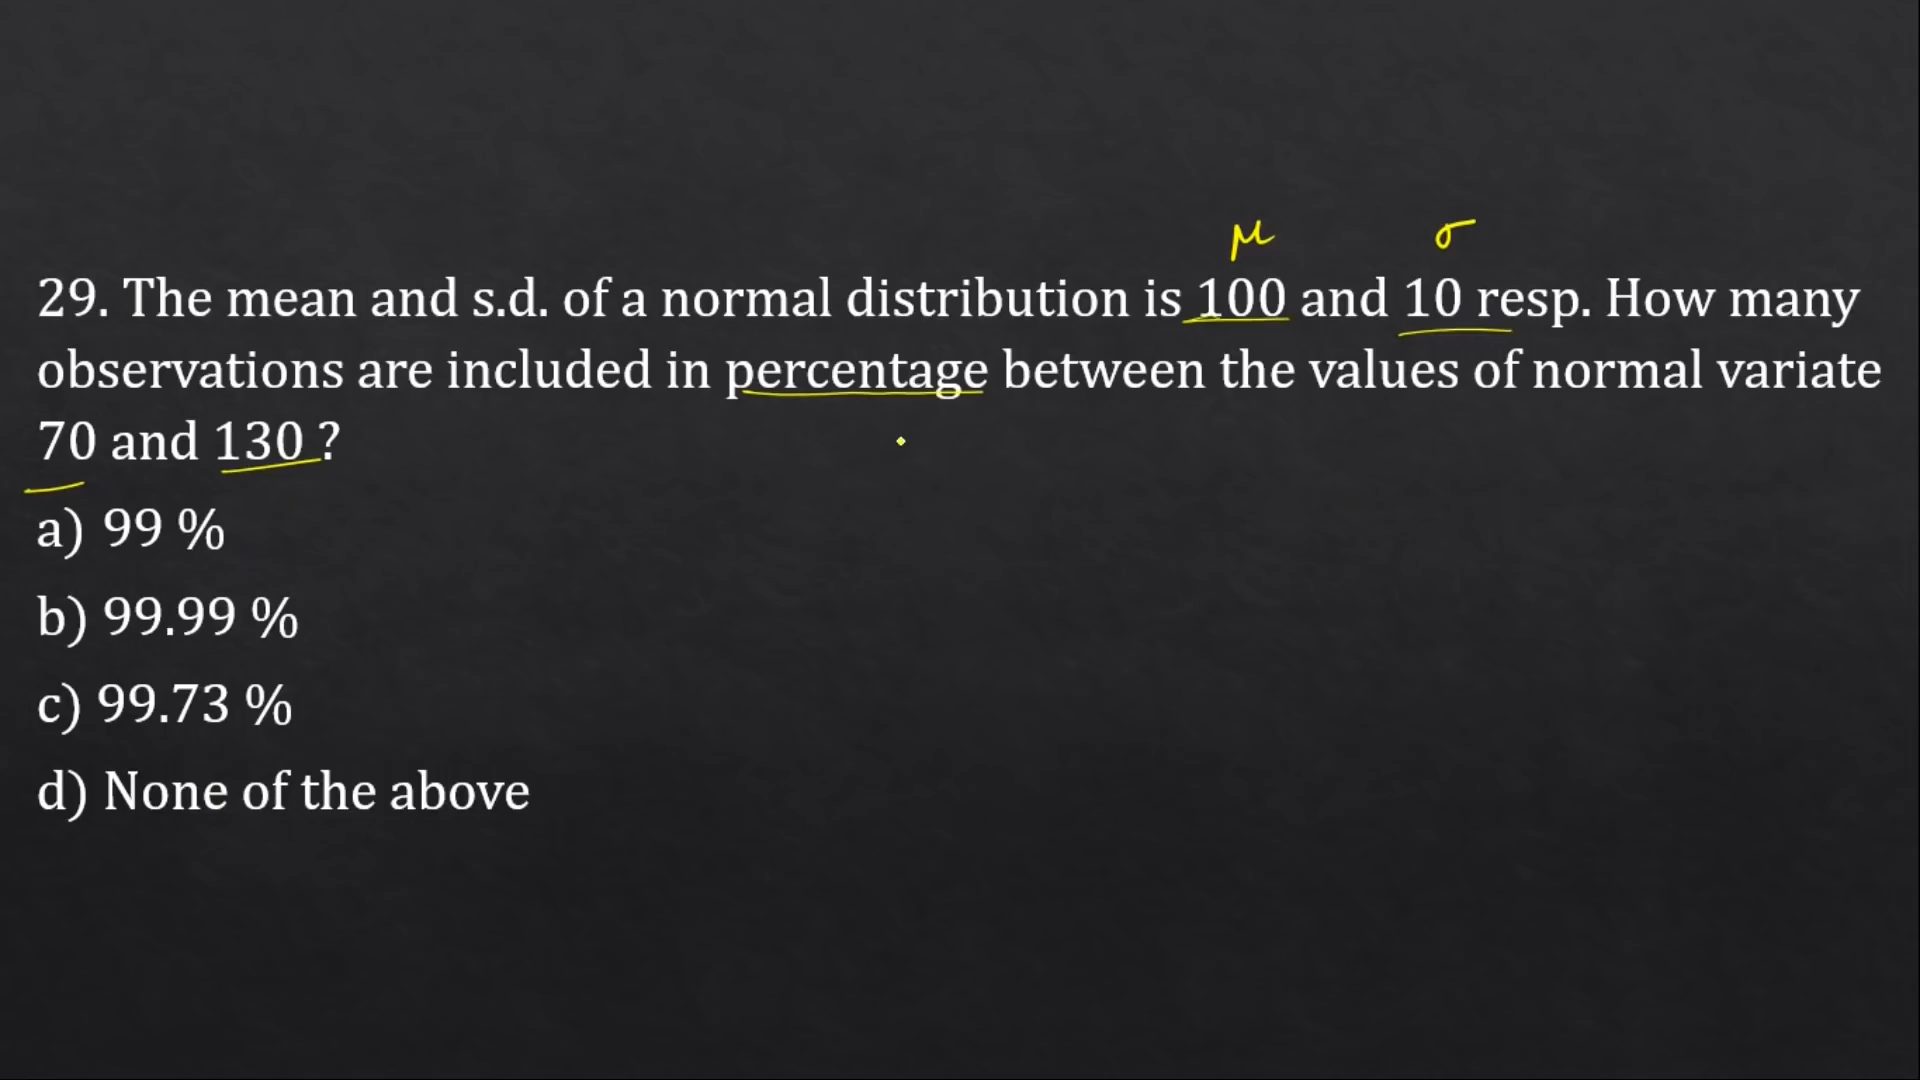 μ σ
29. The mean and s.d. of a normal distribution is 100 and 10 resp. How many
observations are included in percentage between the values of normal variate
70 and 130 ?
a) 99 %
b) 99.99 %
c) 99.73 %
d) None of the above